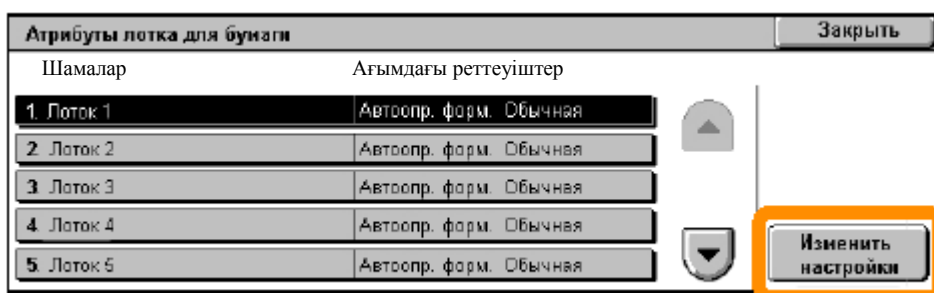 Атрибуты лотка для бумаги Закрыть
Шамалар Ағымдағы реттеуіштер
1. Лоток 1 Автоопр. форм. Обычная
2. Лоток 2 Автоопр. форм. Обычная
3. Лоток 3 Автоопр. форм. Обычная
4. Лоток 4 Автоопр. форм. Обычная
5. Лоток 5 Автоопр. форм. Обычная
Изменить
настройки